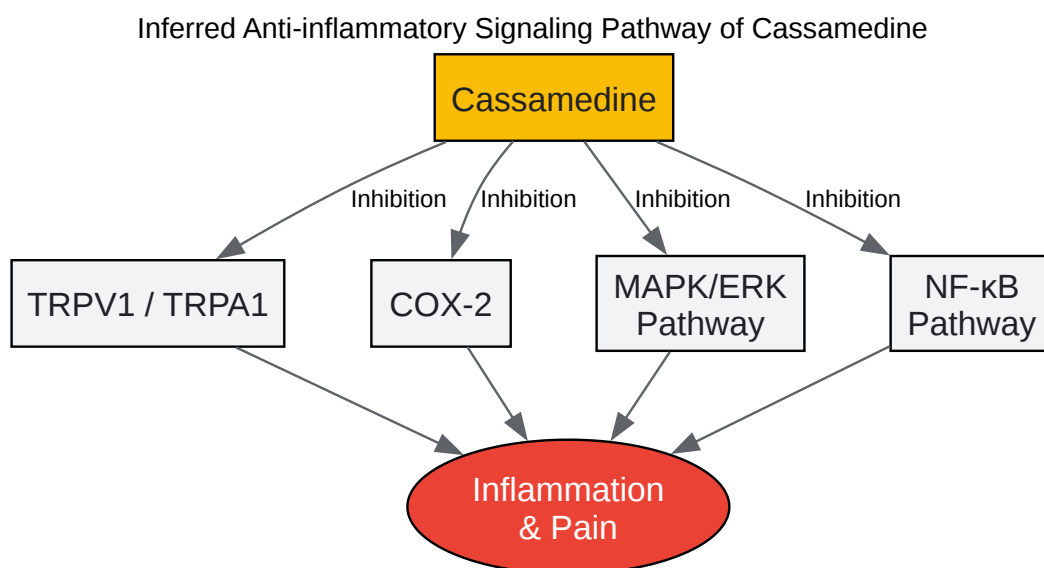 Inferred Anti-inflammatory Signaling Pathway of Cassamedine
Cassamedine
Inhibition
Inhibition
Inhibition
Inhibition
TRPV1 / TRPA1
COX-2
MAPK/ERK
Pathway
NF-κB
Pathway
Inflammation
& Pain